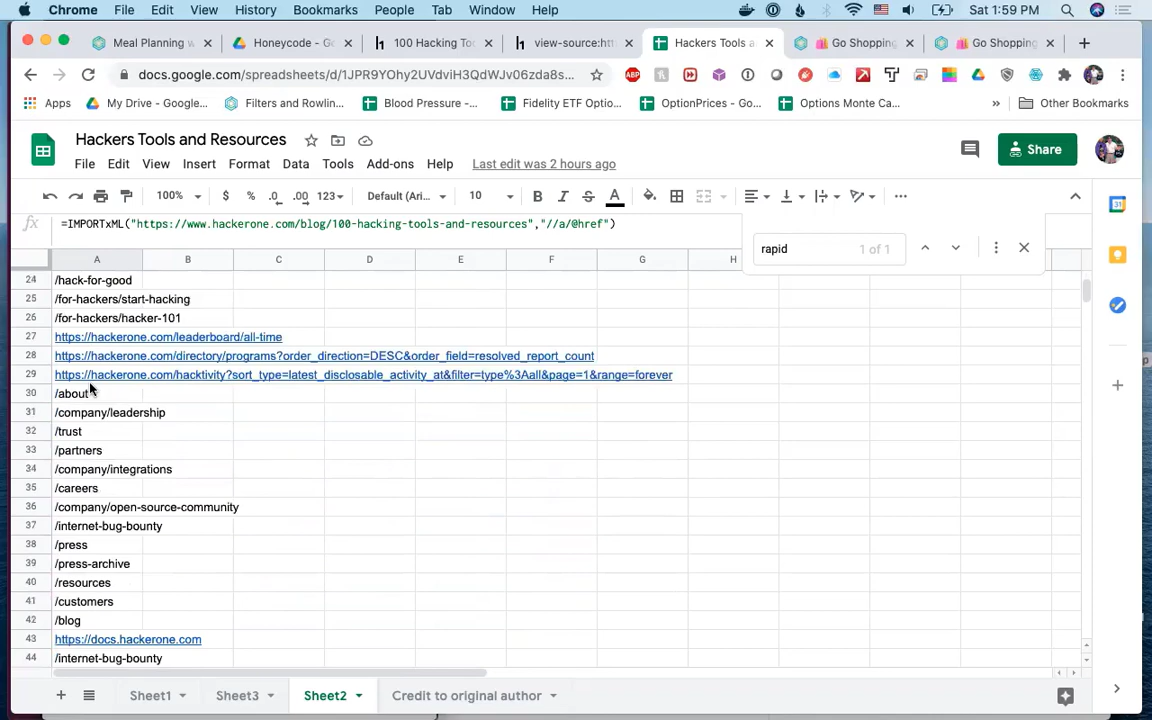 Chrome File Edit View History Bookmarks People Tab Window Help Sat 1:59 PM
Meal Planning w Honeycode - Go 100 Hacking Too view-source:htt Hackers Tools a Go Shopping Go Shopping
docs.google.com/spreadsheets/d/1JPR9YOhy2UVdviH3QdWJv06zda8s... ABP
Apps My Drive - Google... Filters and Rowlin... Blood Pressure -... Fidelity ETF Optio... OptionPrices - Go... Options Monte Ca... » Other Bookmarks
Hackers Tools and Resources
File Edit View Insert Format Data Tools Add-ons Help Last edit was 2 hours ago Share
100% $ % .0 .00 123 Default (Ari... 10 B I S A
fx =IMPORTxML("https://www.hackerone.com/blog/100-hacking-tools-and-resources","//a/@href")
rapid 1 of 1
A B C D E F G H
24 /hack-for-good
25 /for-hackers/start-hacking
26 /for-hackers/hacker-101
27 https://hackerone.com/leaderboard/all-time
28 https://hackerone.com/directory/programs?order_direction=DESC&order_field=resolved_report_count
29 https://hackerone.com/hacktivity?sort_type=latest_disclosable_activity_at&filter=type%3Aall&page=1&range=forever
30 /about
31 /company/leadership
32 /trust
33 /partners
34 /company/integrations
35 /careers
36 /company/open-source-community
37 /internet-bug-bounty
38 /press
39 /press-archive
40 /resources
41 /customers
42 /blog
43 https://docs.hackerone.com
44 /internet-bug-bounty
Sheet1 Sheet3 Sheet2 Credit to original author